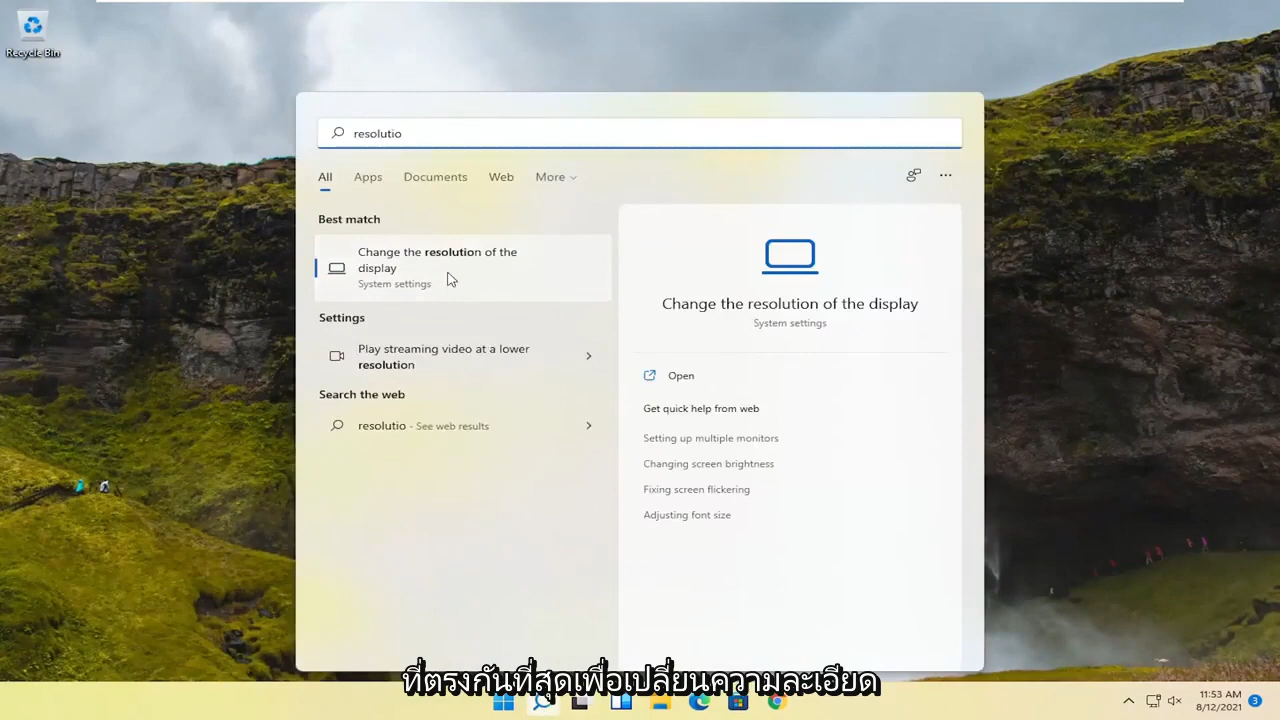 Recycle Bin
resolutio
All
Apps
Documents
Web
More
Best match
Change the resolution of the
display
System settings
Settings
Play streaming video at a lower
resolution
Search the web
resolutio - See web results
Change the resolution of the display
System settings
Open
Get quick help from web
Setting up multiple monitors
Changing screen brightness
Fixing screen flickering
Adjusting font size
ที่ตรงกันที่สุดเพื่อเปลี่ยนความละเอียด
11:53 AM
8/12/2021
3